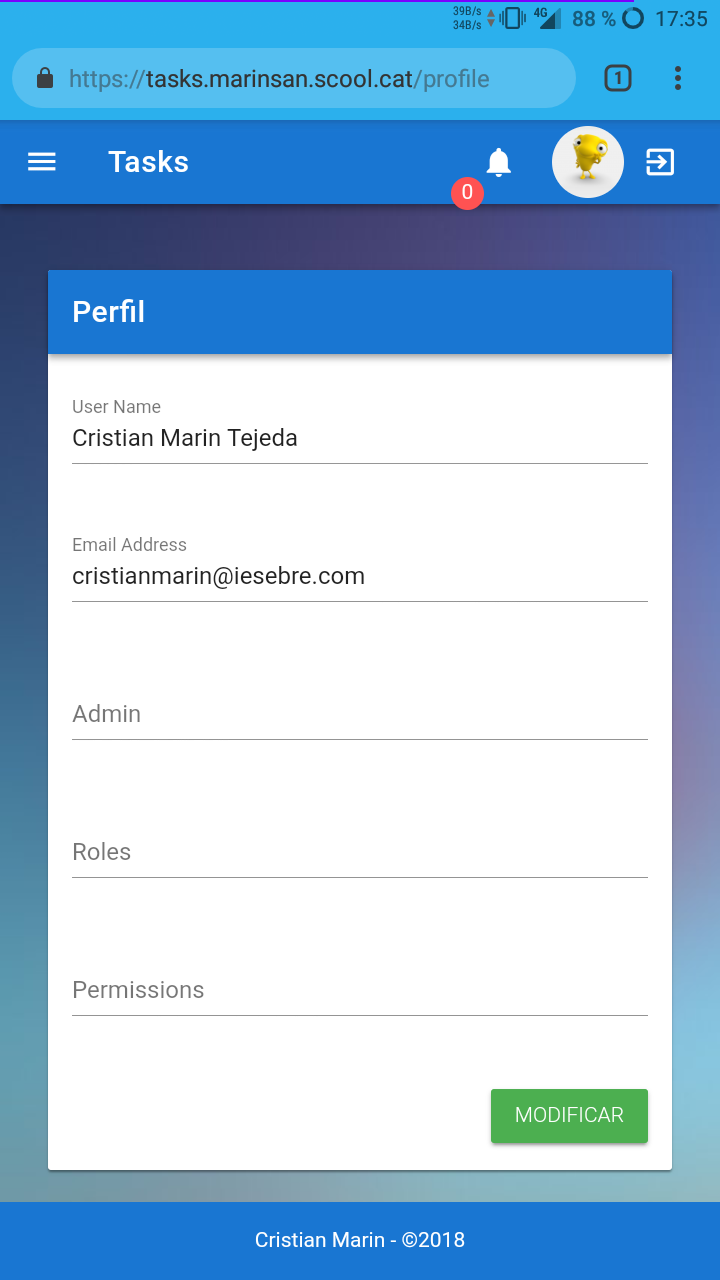 39B/s
34B/s
4G
88 %
17:35
https://tasks.marinsan.scool.cat/profile
1
Tasks
0
Perfil
User Name
Cristian Marin Tejeda
Email Address
cristianmarin@iesebre.com
Admin
Roles
Permissions
MODIFICAR
Cristian Marin - ©2018